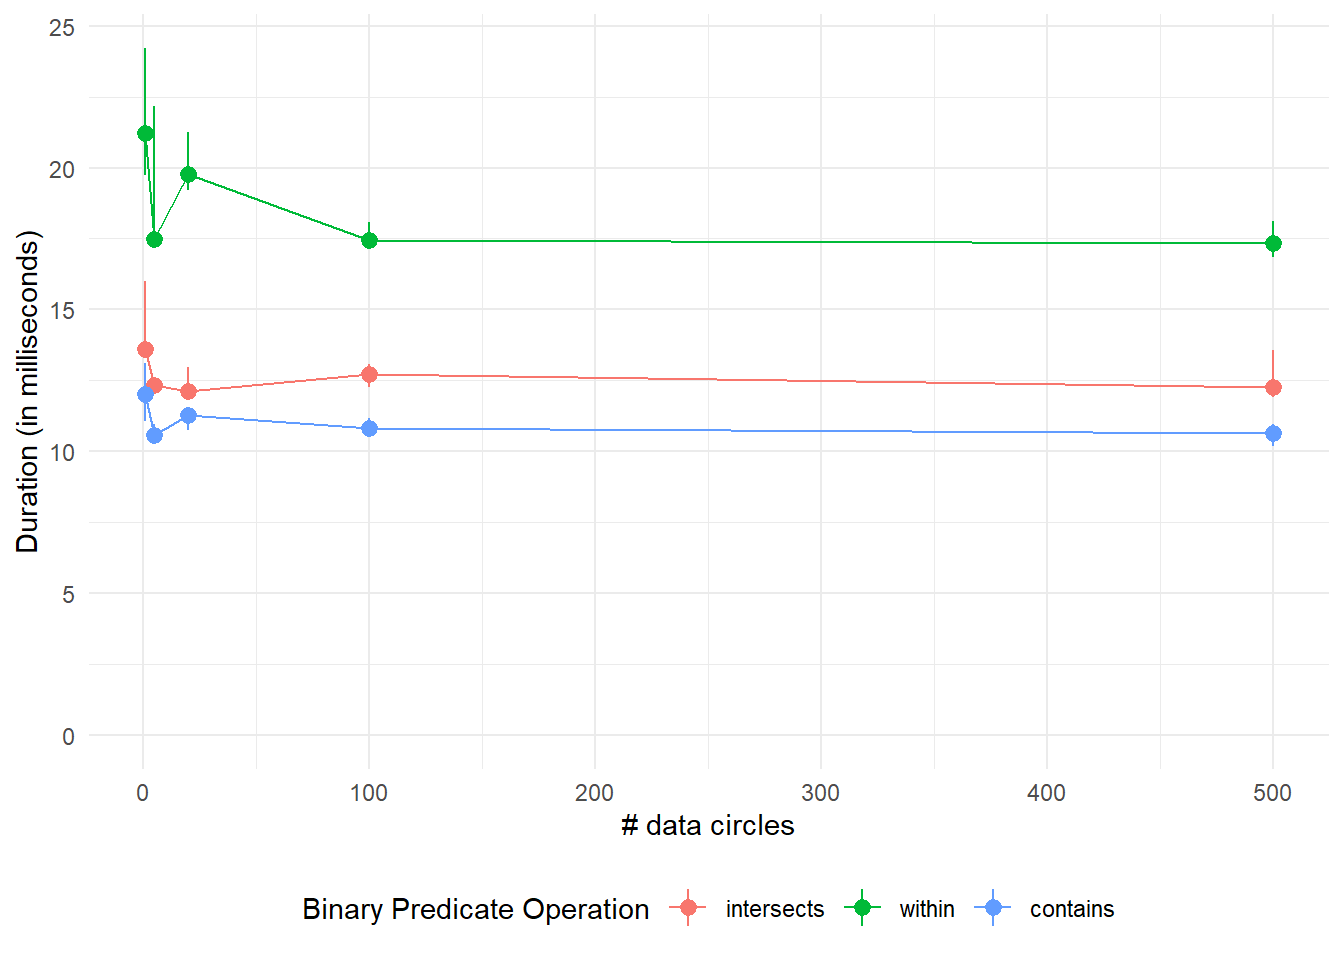 25
20
15
10
5
0
Duration (in milliseconds)
0 100 200 300 400 500
# data circles
Binary Predicate Operation intersects within contains